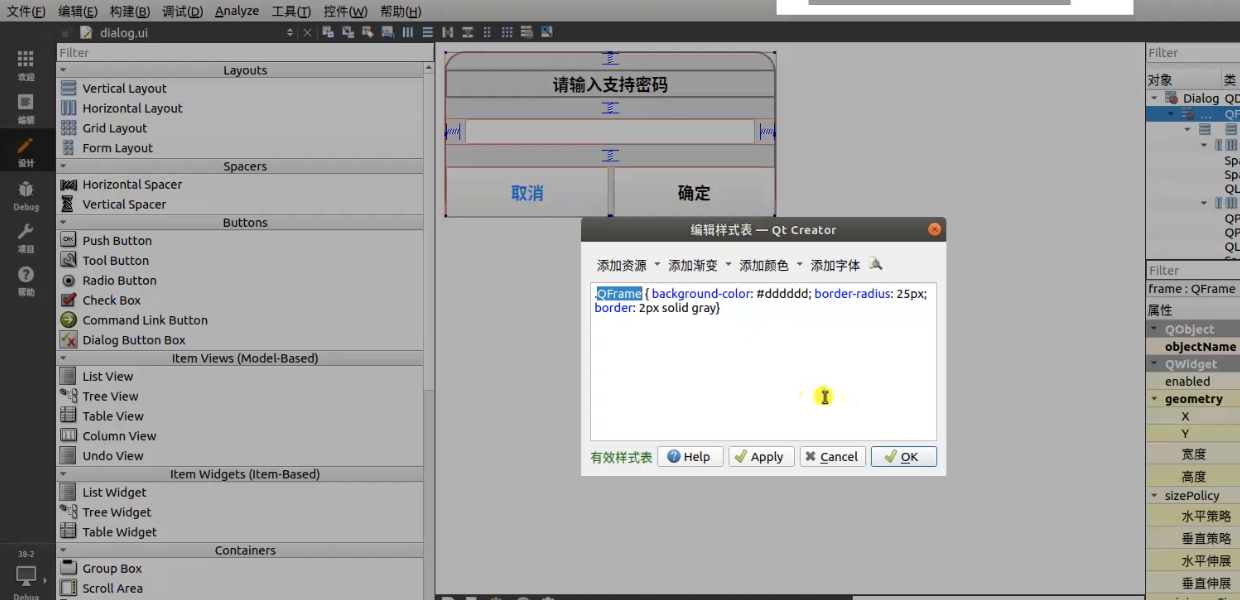 文件(F) 编辑(E) 构建(B) 调试(D) Analyze 工具(T) 控件(W) 帮助(H)
dialog.ui
欢迎
编辑
设计
Debug
项目
帮助
38-2
Debug
Filter
Layouts
Vertical Layout
Horizontal Layout
Grid Layout
Form Layout
Spacers
Horizontal Spacer
Vertical Spacer
Buttons
Push Button
Tool Button
Radio Button
Check Box
Command Link Button
Dialog Button Box
Item Views (Model-Based)
List View
Tree View
Table View
Column View
Undo View
Item Widgets (Item-Based)
List Widget
Tree Widget
Table Widget
Containers
Group Box
Scroll Area
请输入支持密码
取消 确定
编辑样式表 — Qt Creator
添加资源 添加渐变 添加颜色 添加字体
.QFrame { background-color: #dddddd; border-radius: 25px;
border: 2px solid gray}
有效样式表 Help Apply Cancel OK
Filter
对象 类
Dialog QD
... QF
Spa
Spa
QL
QP
QP
QL
Filter
frame : QFrame
属性
QObject
objectName
QWidget
enabled
geometry
X
Y
宽度
高度
sizePolicy
水平策略
垂直策略
水平伸展
垂直伸展